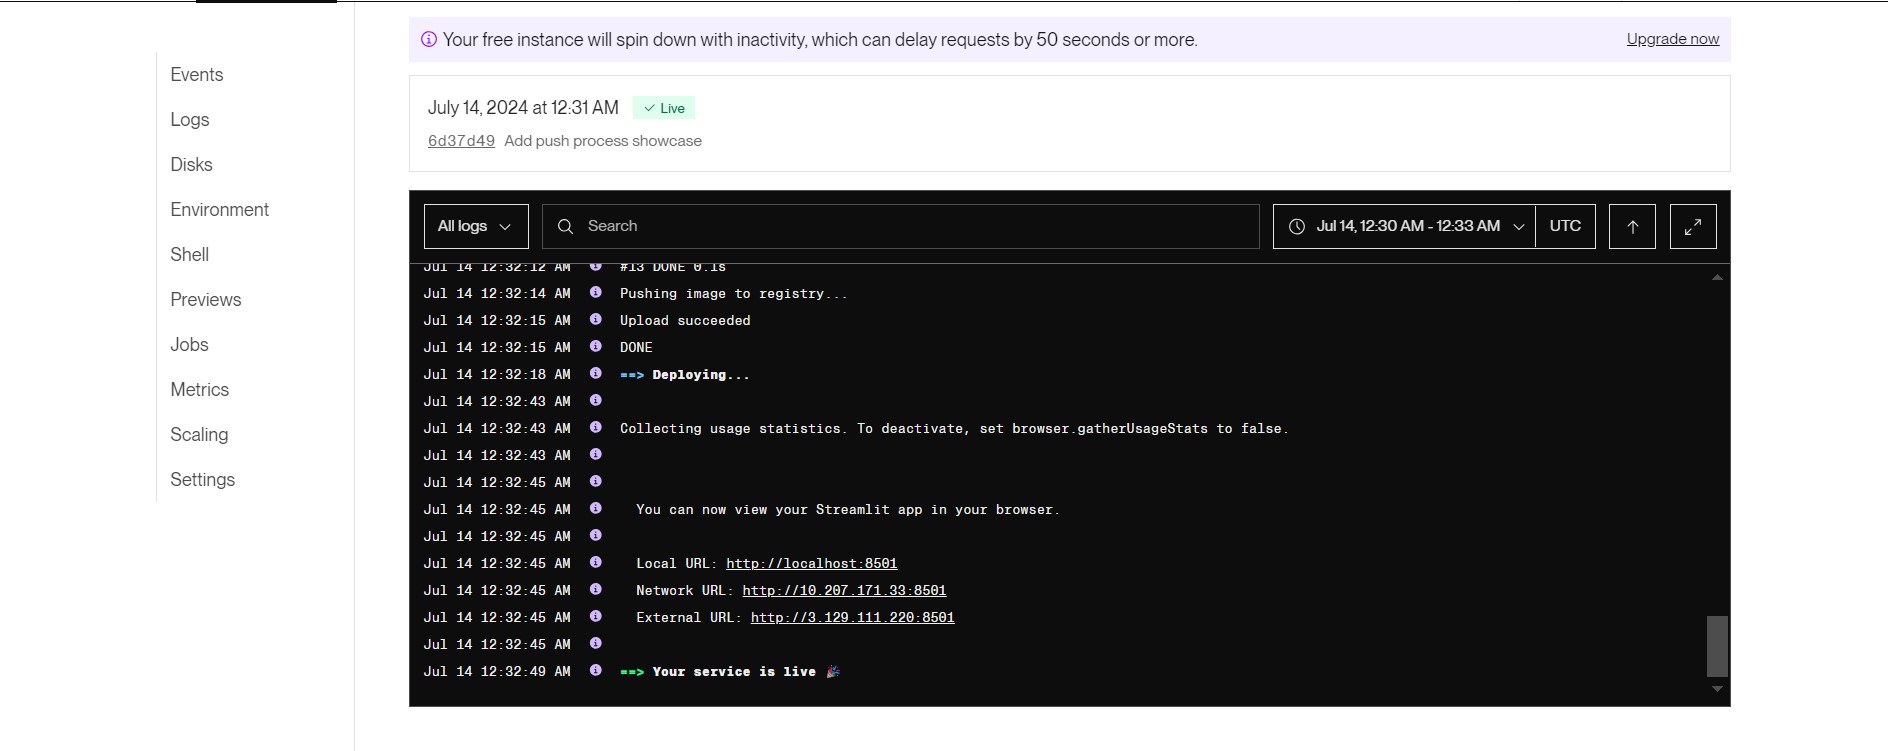 Your free instance will spin down with inactivity, which can delay requests by 50 seconds or more. Upgrade now
Events
Logs
Disks
Environment
Shell
Previews
Jobs
Metrics
Scaling
Settings
July 14, 2024 at 12:31 AM Live
6d37d49 Add push process showcase
All logs Search Jul 14, 12:30 AM - 12:33 AM UTC
Jul 14 12:32:12 AM #13 DONE 0.1s
Jul 14 12:32:14 AM Pushing image to registry...
Jul 14 12:32:15 AM Upload succeeded
Jul 14 12:32:15 AM DONE
Jul 14 12:32:18 AM ==> Deploying...
Jul 14 12:32:43 AM
Jul 14 12:32:43 AM Collecting usage statistics. To deactivate, set browser.gatherUsageStats to false.
Jul 14 12:32:43 AM
Jul 14 12:32:45 AM
Jul 14 12:32:45 AM You can now view your Streamlit app in your browser.
Jul 14 12:32:45 AM
Jul 14 12:32:45 AM Local URL: http://localhost:8501
Jul 14 12:32:45 AM Network URL: http://10.207.171.33:8501
Jul 14 12:32:45 AM External URL: http://3.129.111.220:8501
Jul 14 12:32:45 AM
Jul 14 12:32:49 AM ==> Your service is live 🎉